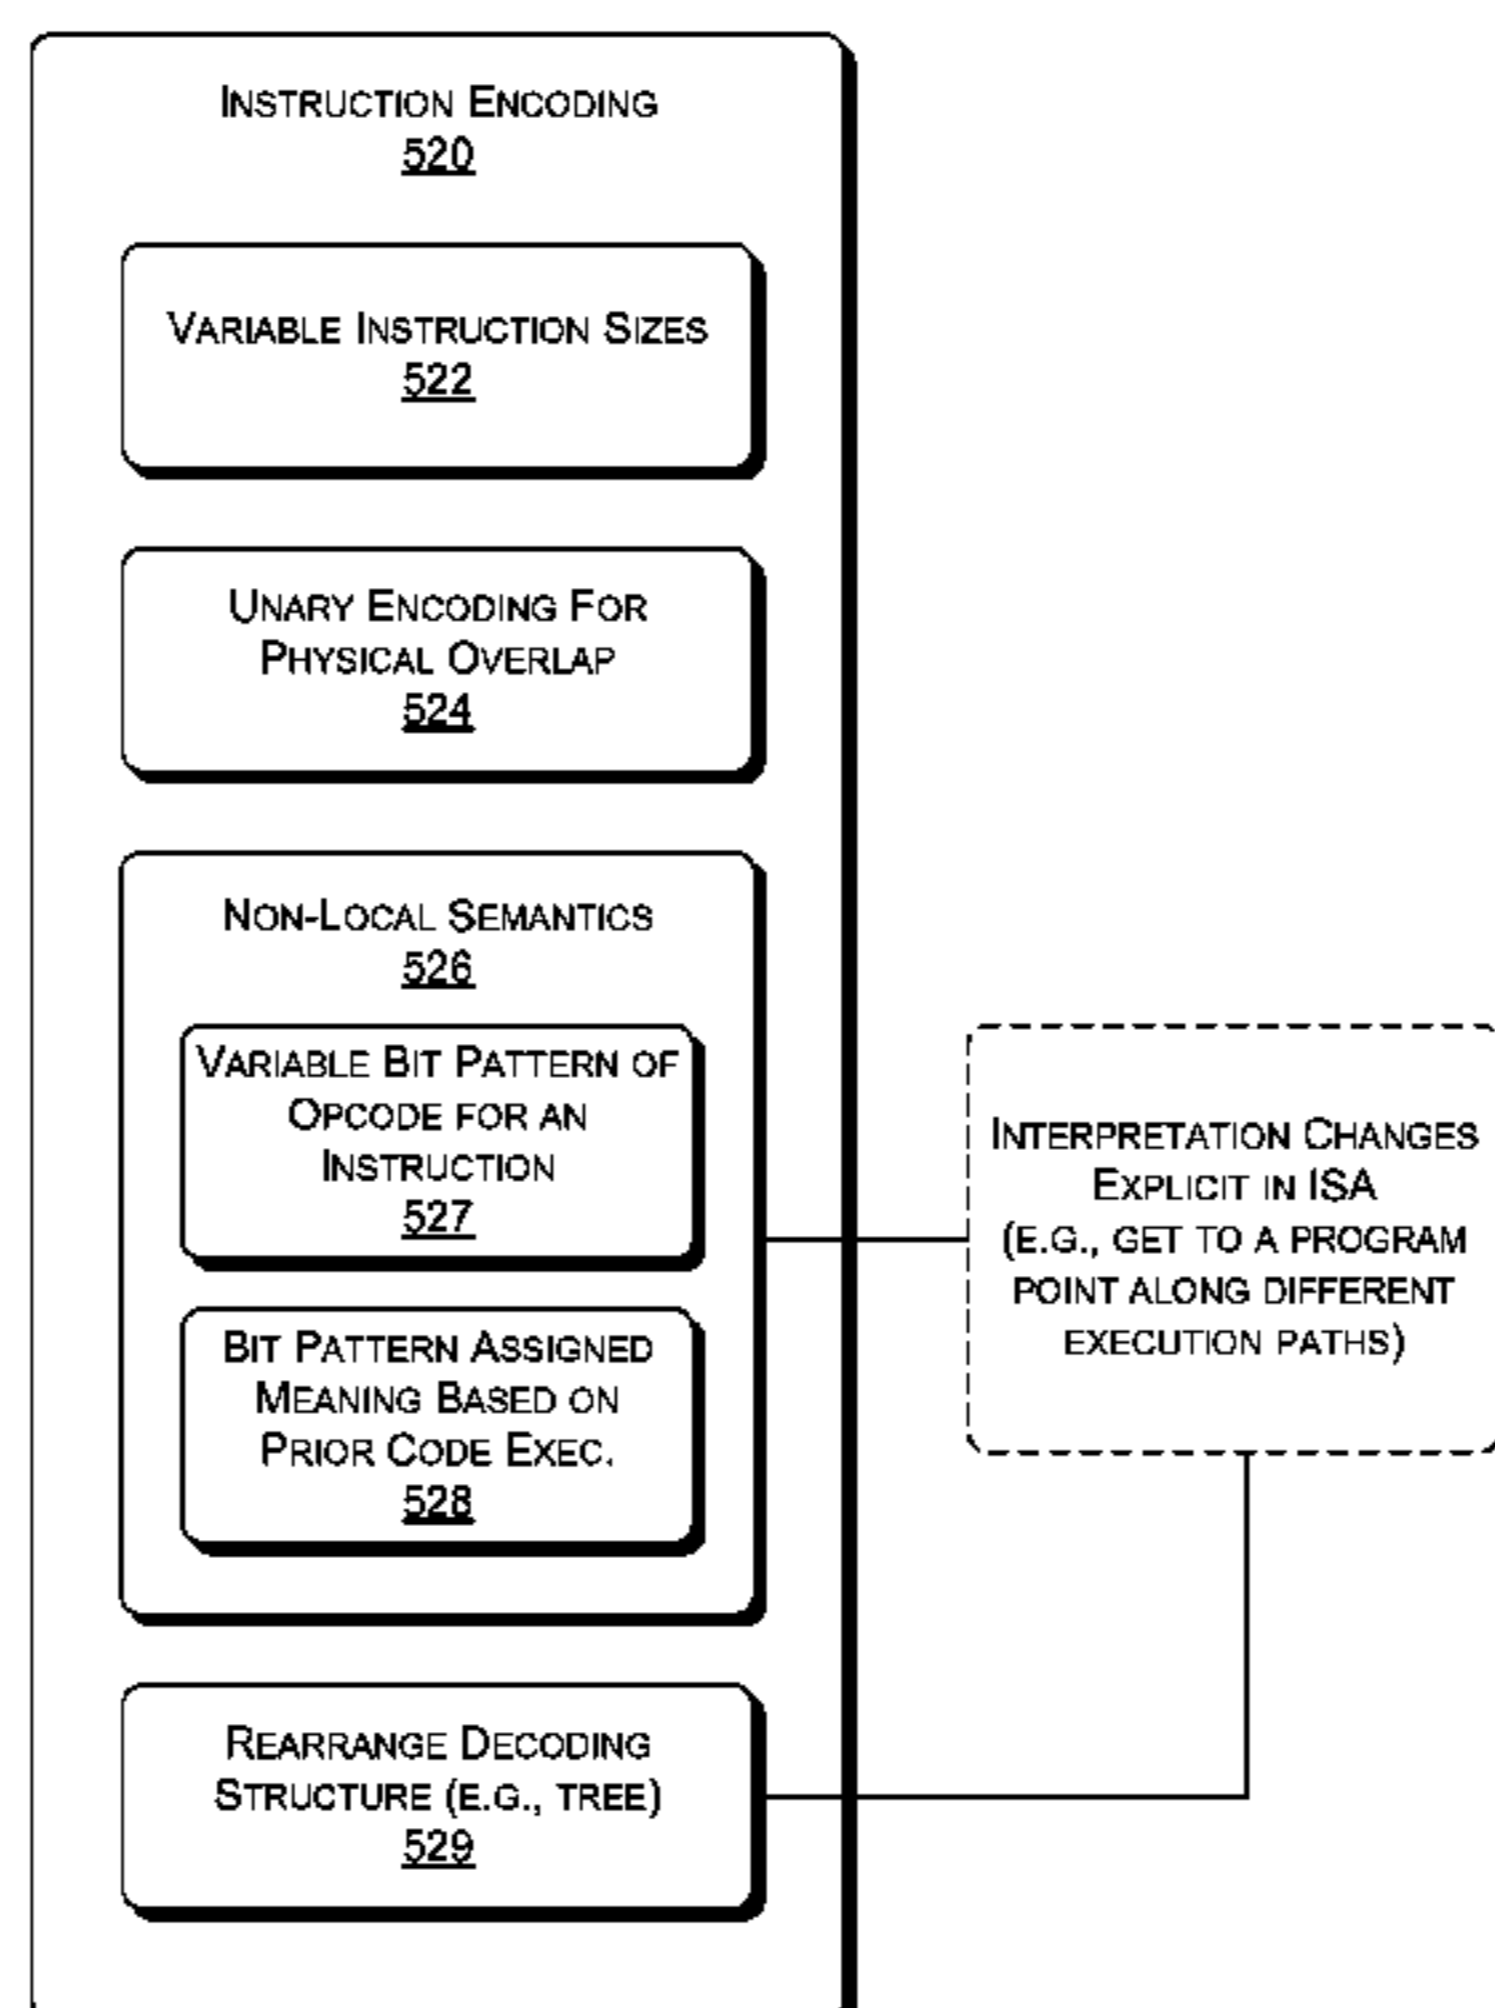 INSTRUCTION ENCODING
520
VARIABLE INSTRUCTION SIZES
522
UNARY ENCODING FOR
PHYSICAL OVERLAP
524
NON-LOCAL SEMANTICS
526
VARIABLE BIT PATTERN OF
OPCODE FOR AN
INSTRUCTION
527
BIT PATTERN ASSIGNED
MEANING BASED ON
PRIOR CODE EXEC.
528
REARRANGE DECODING
STRUCTURE (E.G., TREE)
529
INTERPRETATION CHANGES
EXPLICIT IN ISA
(E.G., GET TO A PROGRAM
POINT ALONG DIFFERENT
EXECUTION PATHS)